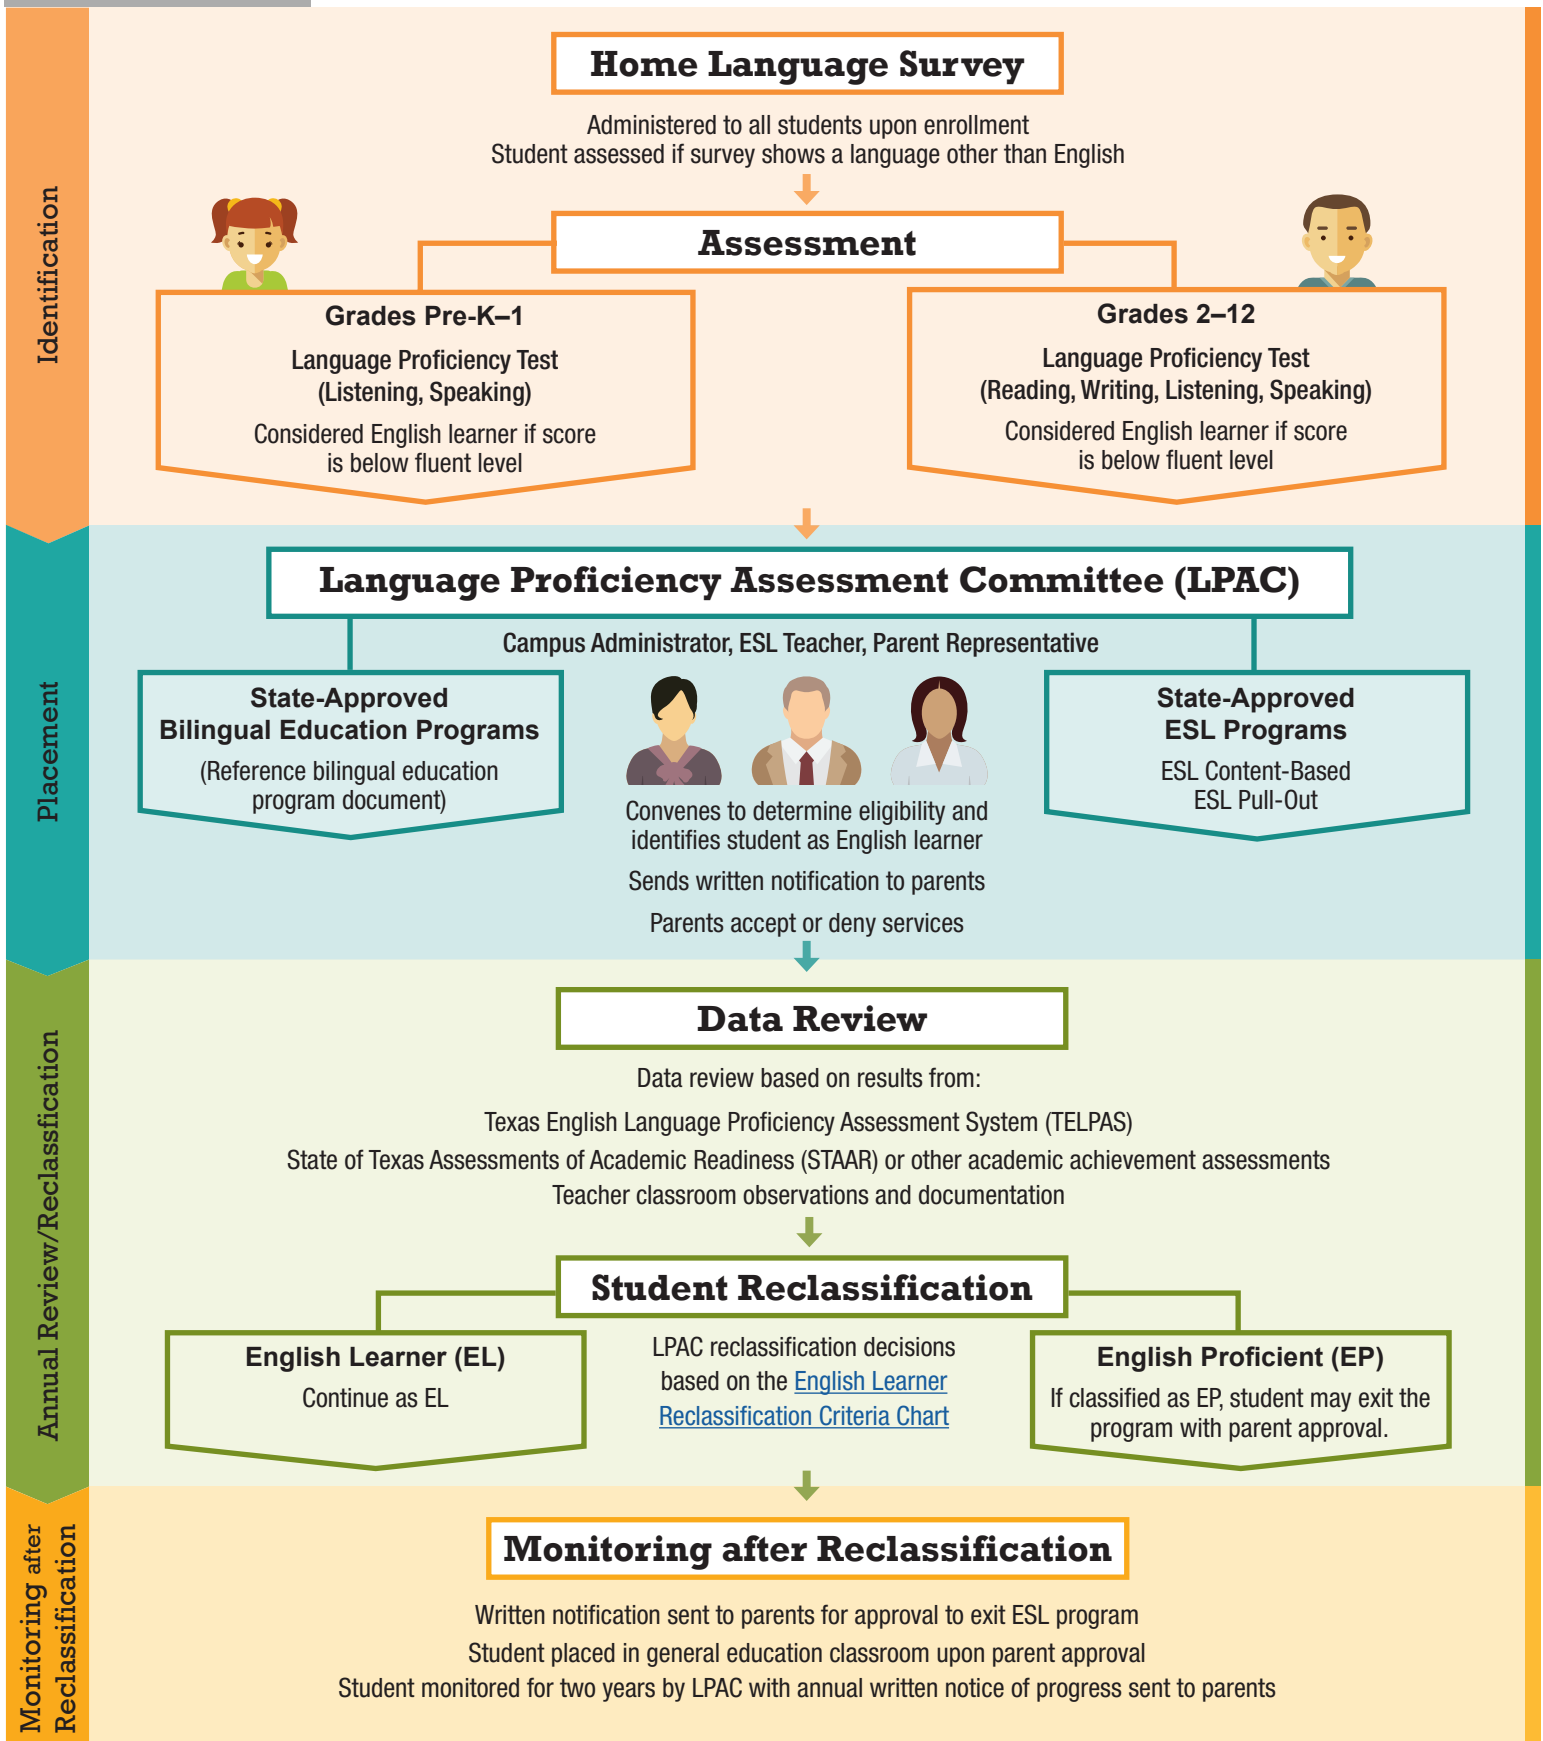 Identification
Home Language Survey
Administered to all students upon enrollment
Student assessed if survey shows a language other than English
Assessment
Grades Pre-K–1
Language Proficiency Test
(Listening, Speaking)
Considered English learner if score
is below fluent level
Grades 2–12
Language Proficiency Test
(Reading, Writing, Listening, Speaking)
Considered English learner if score
is below fluent level
Placement
Language Proficiency Assessment Committee (LPAC)
Campus Administrator, ESL Teacher, Parent Representative
State-Approved
Bilingual Education Programs
(Reference bilingual education
program document)
Convenes to determine eligibility and
identifies student as English learner
Sends written notification to parents
Parents accept or deny services
State-Approved
ESL Programs
ESL Content-Based
ESL Pull-Out
Annual Review/Reclassfication
Data Review
Data review based on results from:
Texas English Language Proficiency Assessment System (TELPAS)
State of Texas Assessments of Academic Readiness (STAAR) or other academic achievement assessments
Teacher classroom observations and documentation
Student Reclassification
English Learner (EL)
Continue as EL
LPAC reclassification decisions
based on the English Learner
Reclassification Criteria Chart
English Proficient (EP)
If classified as EP, student may exit the
program with parent approval.
Monitoring after
Reclassification
Monitoring after Reclassification
Written notification sent to parents for approval to exit ESL program
Student placed in general education classroom upon parent approval
Student monitored for two years by LPAC with annual written notice of progress sent to parents